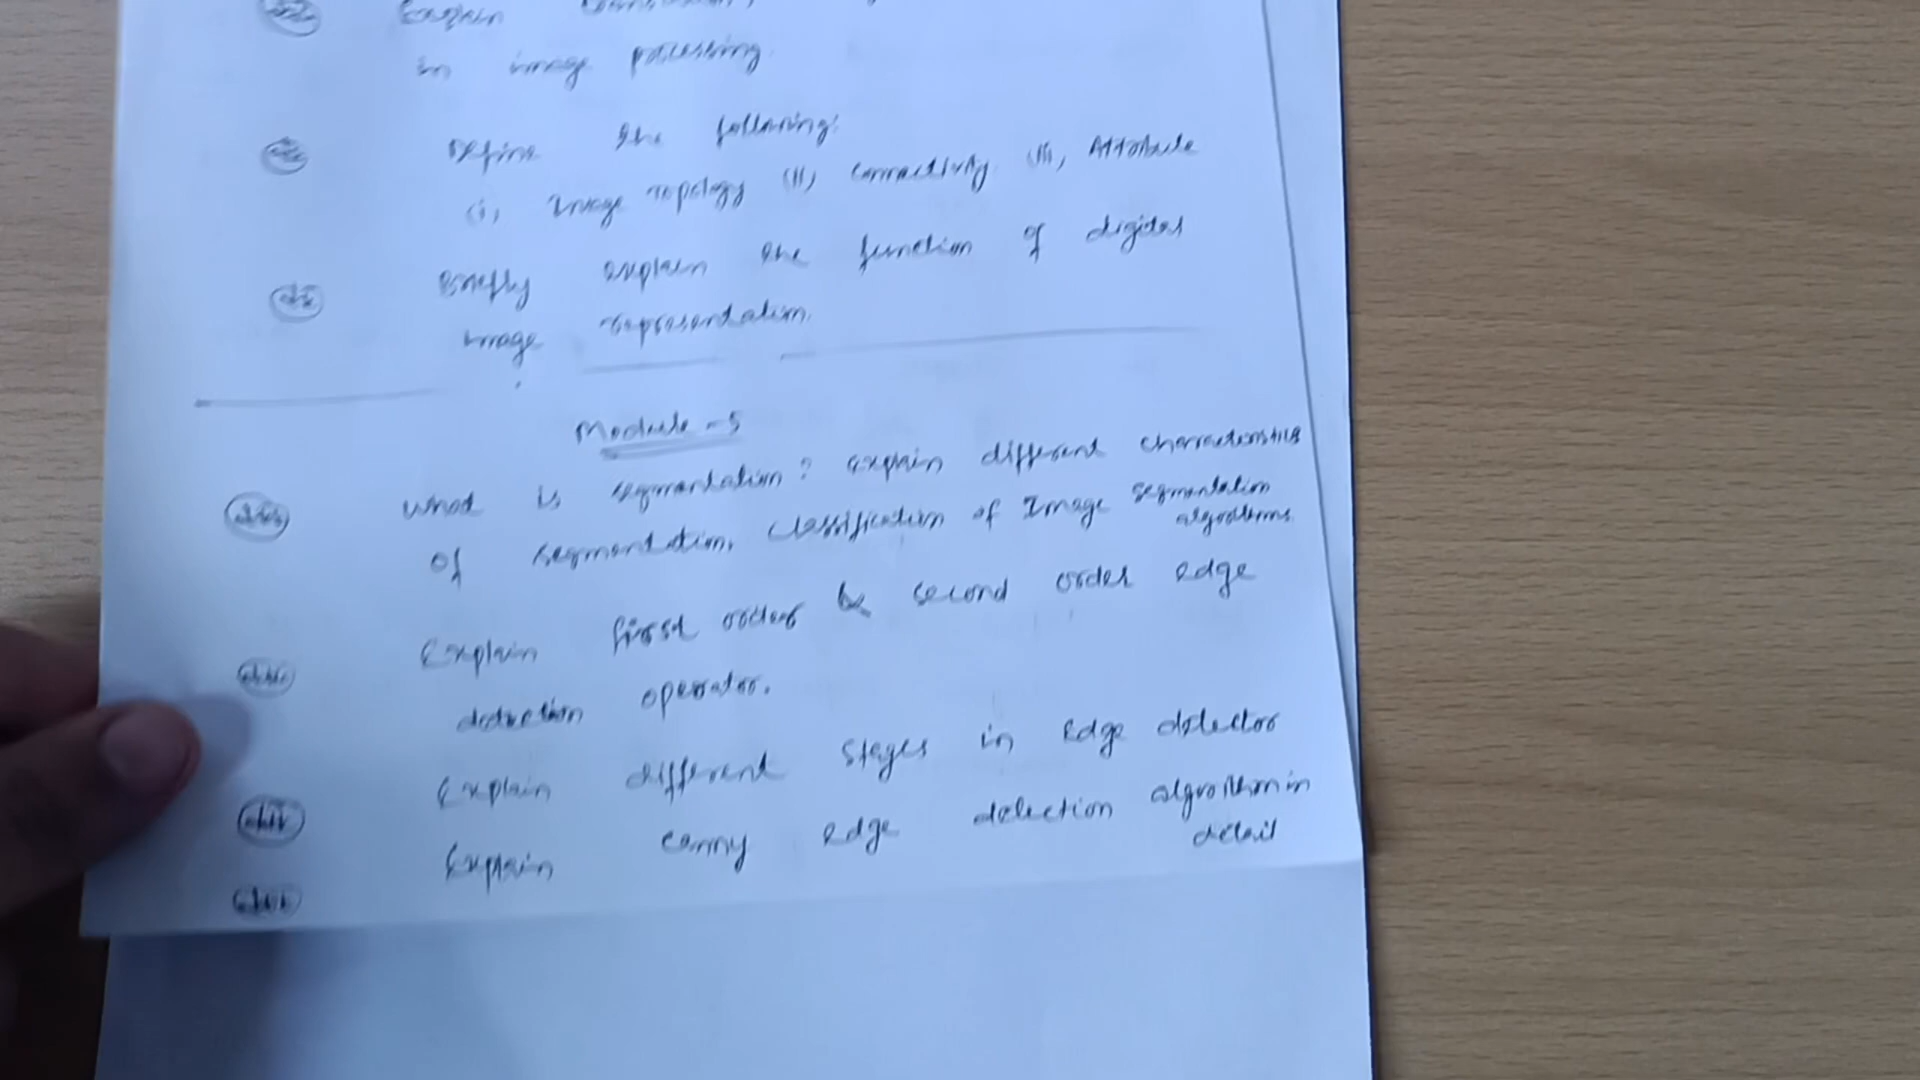 Explain
in image processing.
Define the following:
(i), Image topology (ii), connectivity (iii), Attribute
Briefly explain the function of digital
image representation.
Module - 5
What is segmentation? explain different characteristics
of segmentation, classification of Image segmentation
algorithms.
Explain first order & second order edge
detection operator.
Explain different stages in edge detector
Explain canny edge detection algorithm in
detail